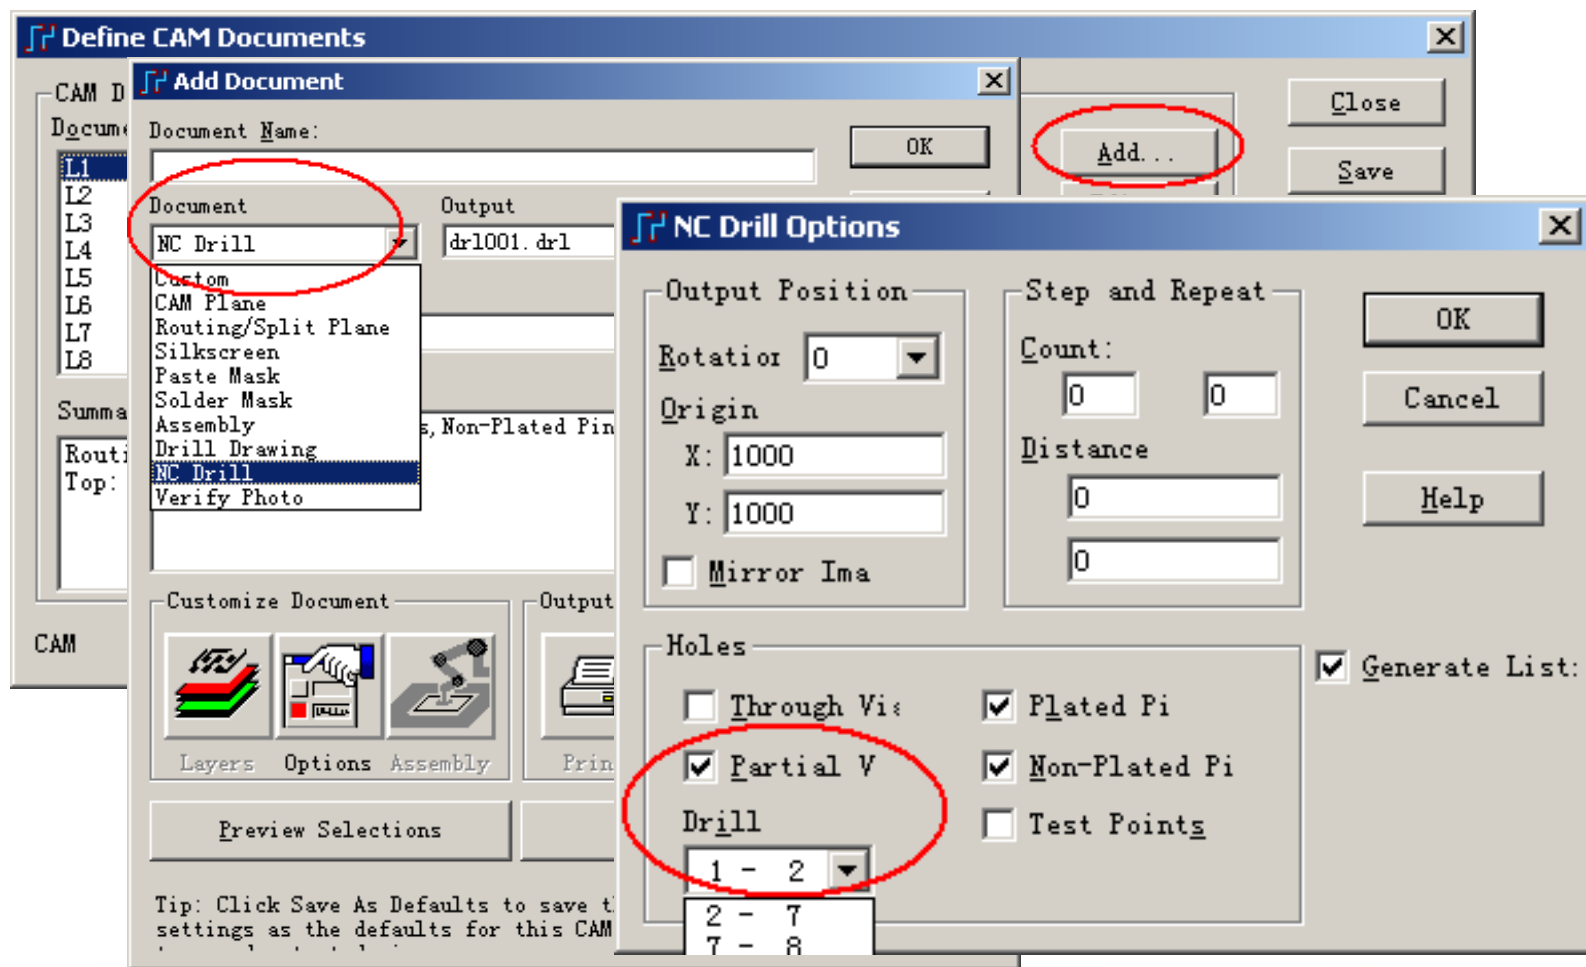 Define CAM Documents
CAM D
Docume
L1
L2
L3
L4
L5
L6
L7
L8
Summa
Routi
Top:
CAM
Add...
Close
Save
Add Document
Document Name:
OK
Document
Output
NC Drill
drl001.drl
Custom
CAM Plane
Routing/Split Plane
Silkscreen
Paste Mask
Solder Mask
Assembly
Drill Drawing
NC Drill
Verify Photo
s, Non-Plated Pin
Customize Document
Output
Layers
Options
Assembly
Prin
Preview Selections
Tip: Click Save As Defaults to save t
settings as the defaults for this CAM
NC Drill Options
Output Position
Rotation
0
Origin
X: 1000
Y: 1000
Mirror Ima
Step and Repeat
Count:
0 0
Distance
0
0
OK
Cancel
Help
Holes
Through Via
Partial V
Drill
1 - 2
2 - 7
7 - 8
Plated Pi
Non-Plated Pi
Test Points
Generate List: